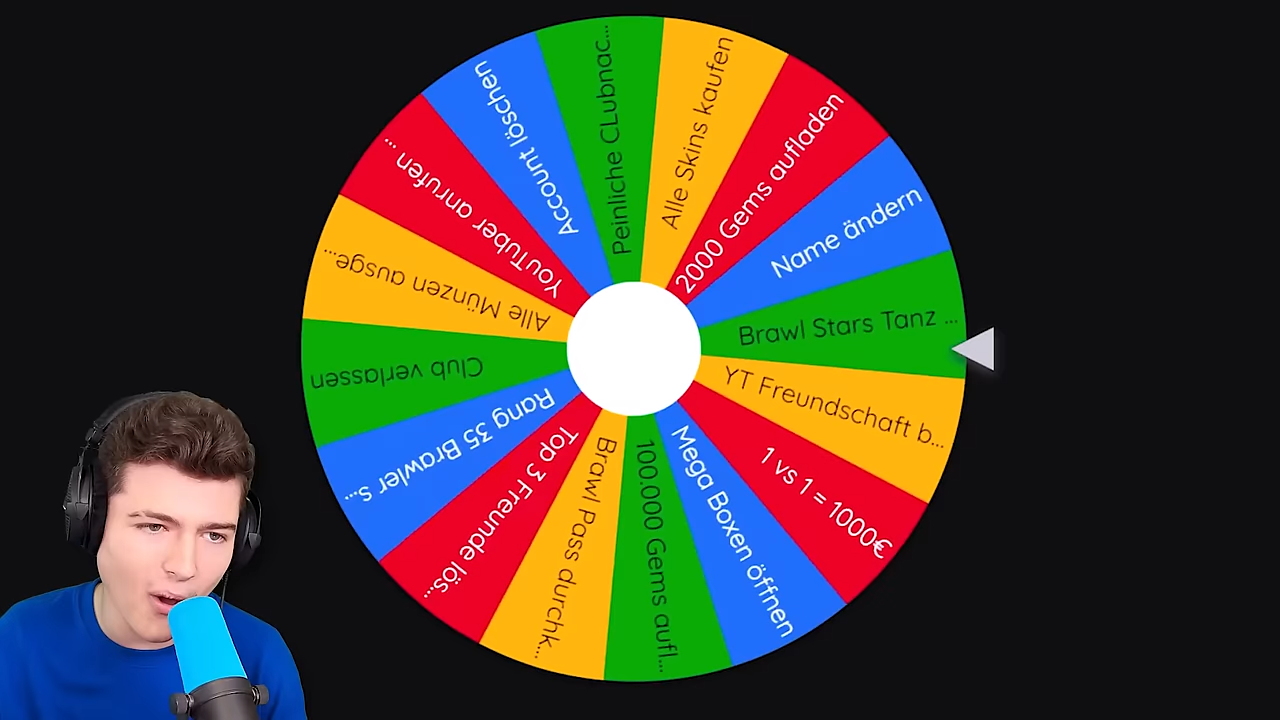 Peinliche CLubnac...
Alle Skins kaufen
2000 Gems aufladen
Name ändern
Brawl Stars Tanz ...
YT Freundschaft b...
1 vs 1 = 1000€
Mega Boxen öffnen
100.000 Gems aufl...
Brawl Pass durchk...
Top 3 Freunde lös...
Rang 35 Brawler s...
Club verlassen
Alle Münzen ausge...
YouTuber anrufen ...
Account löschen